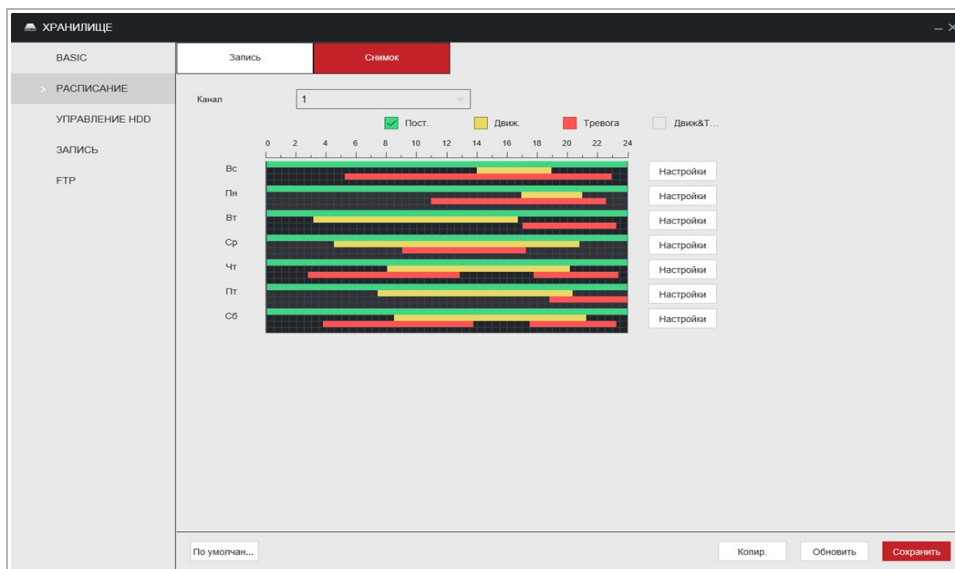 ХРАНИЛИЩЕ
BASIC
РАСПИСАНИЕ
УПРАВЛЕНИЕ HDD
ЗАПИСЬ
FTP
Запись Снимок
Канал 1
Пост. Движ. Тревога Движ&Т...
0 2 4 6 8 10 12 14 16 18 20 22 24
Вс Настройки
Пн Настройки
Вт Настройки
Ср Настройки
Чт Настройки
Пт Настройки
Сб Настройки
По умолчан... Копир. Обновить Сохранить